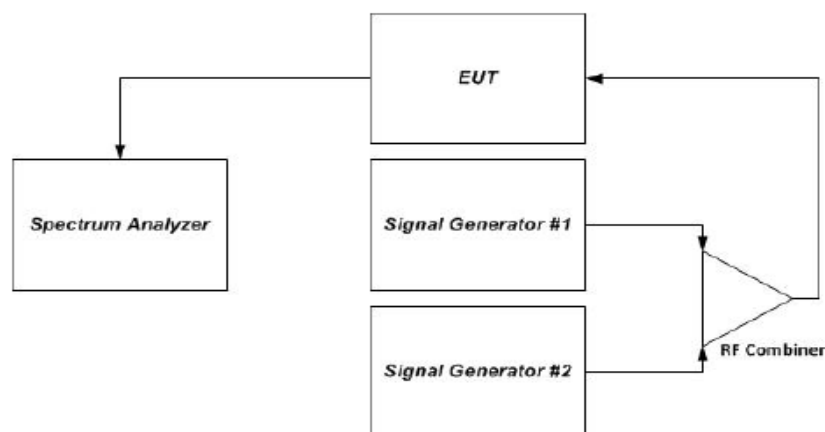 EUT
Spectrum Analyzer
Signal Generator #1
Signal Generator #2
RF Combiner